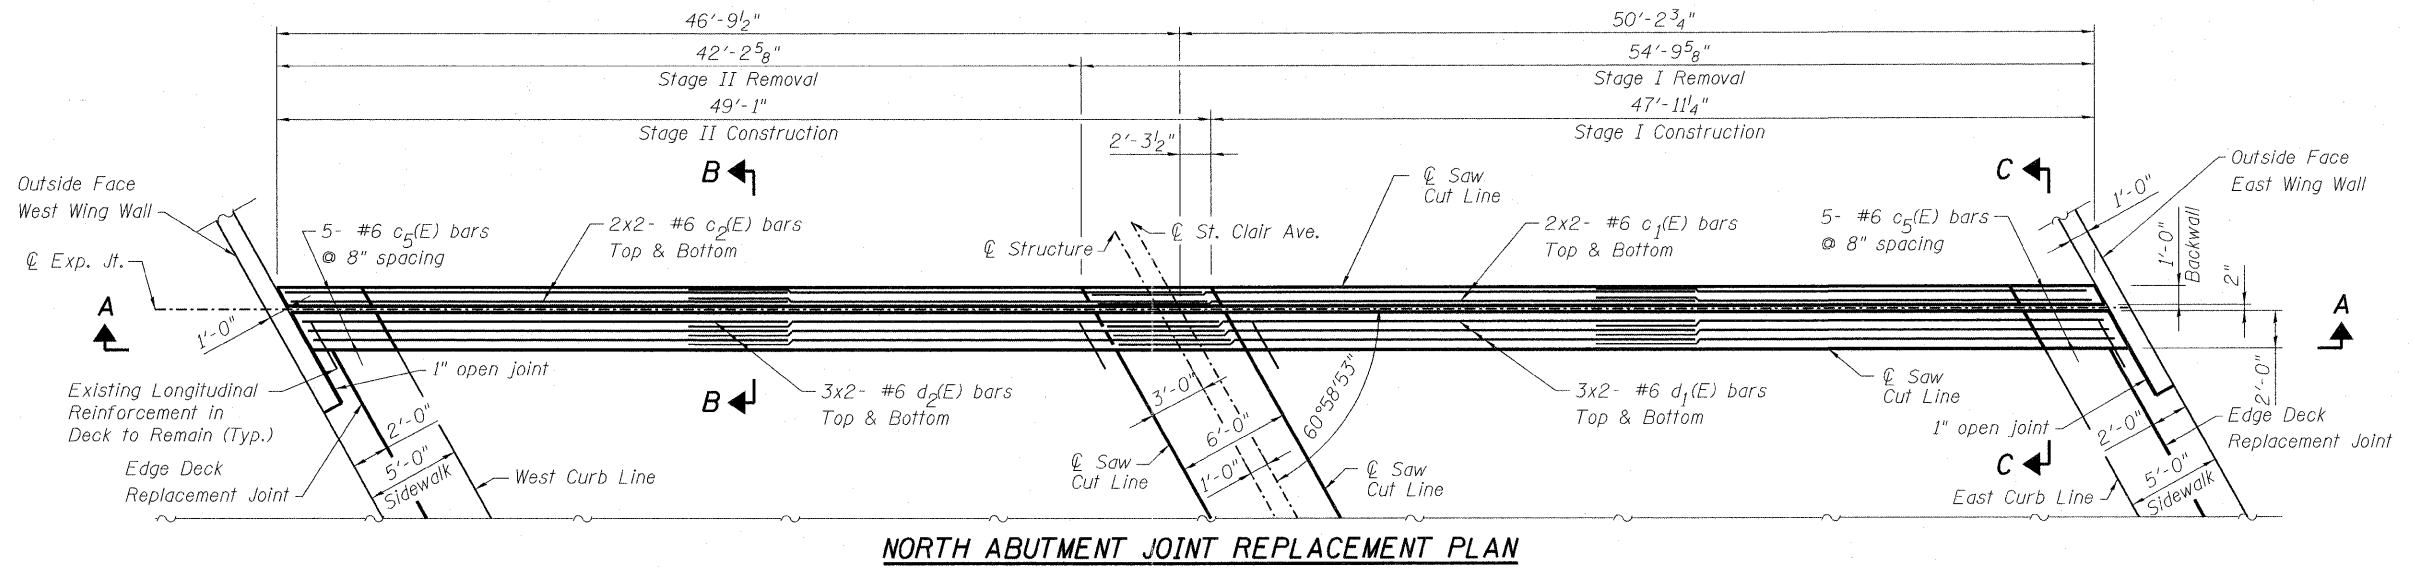 46'-9½"
50'-2¾"
42'-2⅝"
Stage II Removal
54'-9⅝"
Stage I Removal
49'-1"
Stage II Construction
47'-11¼"
Stage I Construction
2'-3½"
B
C
℄ Saw
Cut Line
Outside Face
East Wing Wall
Outside Face
West Wing Wall
1'-0"
5- #6 c5(E) bars
@ 8" spacing
2x2- #6 c2(E) bars
Top & Bottom
℄ Structure
℄ St. Clair Ave.
2x2- #6 c1(E) bars
Top & Bottom
5- #6 c5(E) bars
@ 8" spacing
1'-0"
Backwall
2"
℄ Exp. Jt.
A
A
1'-0"
1" open joint
Existing Longitudinal
Reinforcement in
Deck to Remain (Typ.)
B
3x2- #6 d2(E) bars
Top & Bottom
3'-0"
60°58'53"
3x2- #6 d1(E) bars
Top & Bottom
℄ Saw
Cut Line
2'-0"
2'-0"
6'-0"
1" open joint
2'-0"
Edge Deck
Replacement Joint
Edge Deck
Replacement Joint
5'-0"
Sidewalk
West Curb Line
℄ Saw
Cut Line
1'-0"
℄ Saw
Cut Line
C
East Curb Line
5'-0"
Sidewalk
NORTH ABUTMENT JOINT REPLACEMENT PLAN